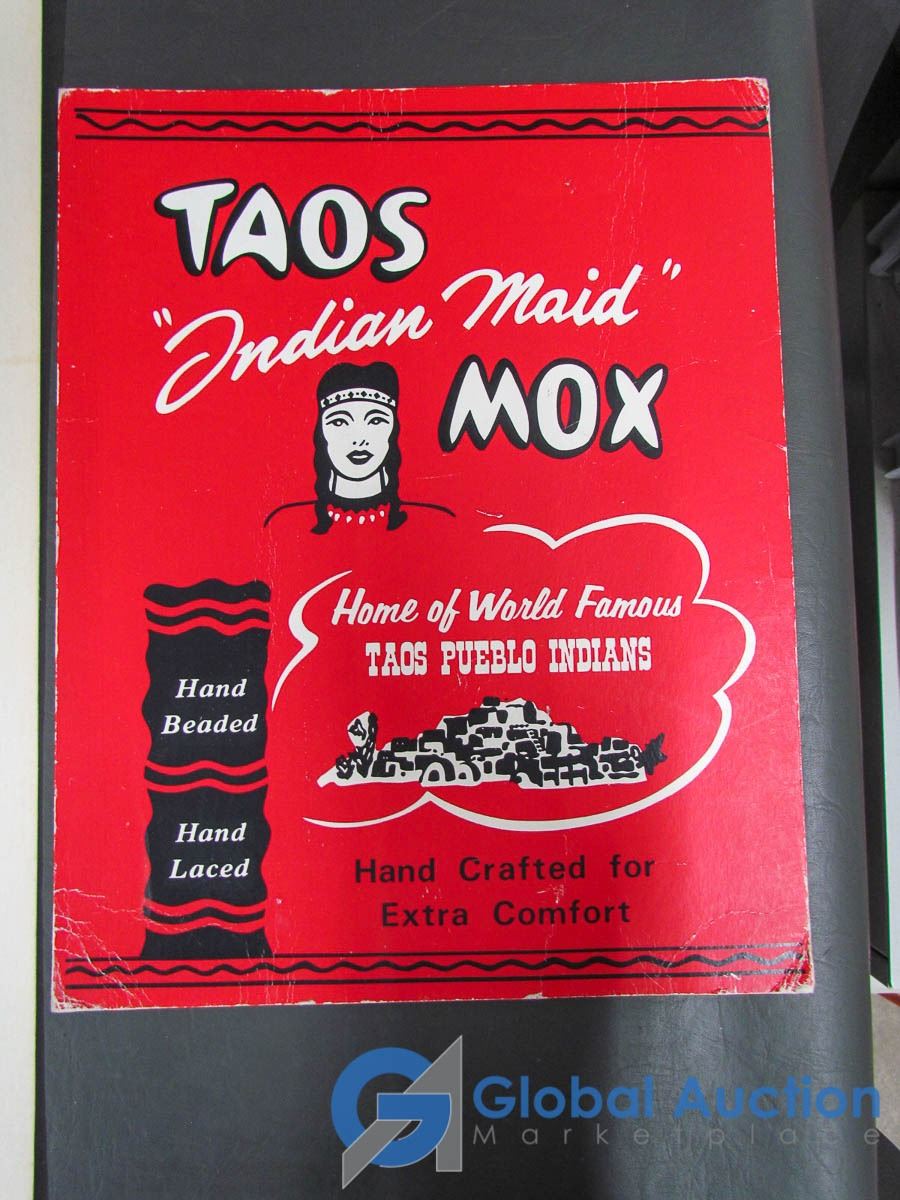 TAOS
"Indian Maid"
MOX
Home of World Famous
TAOS PUEBLO INDIANS
Hand
Beaded
Hand
Laced
Hand Crafted for
Extra Comfort
GA Global Auction
Marketplace